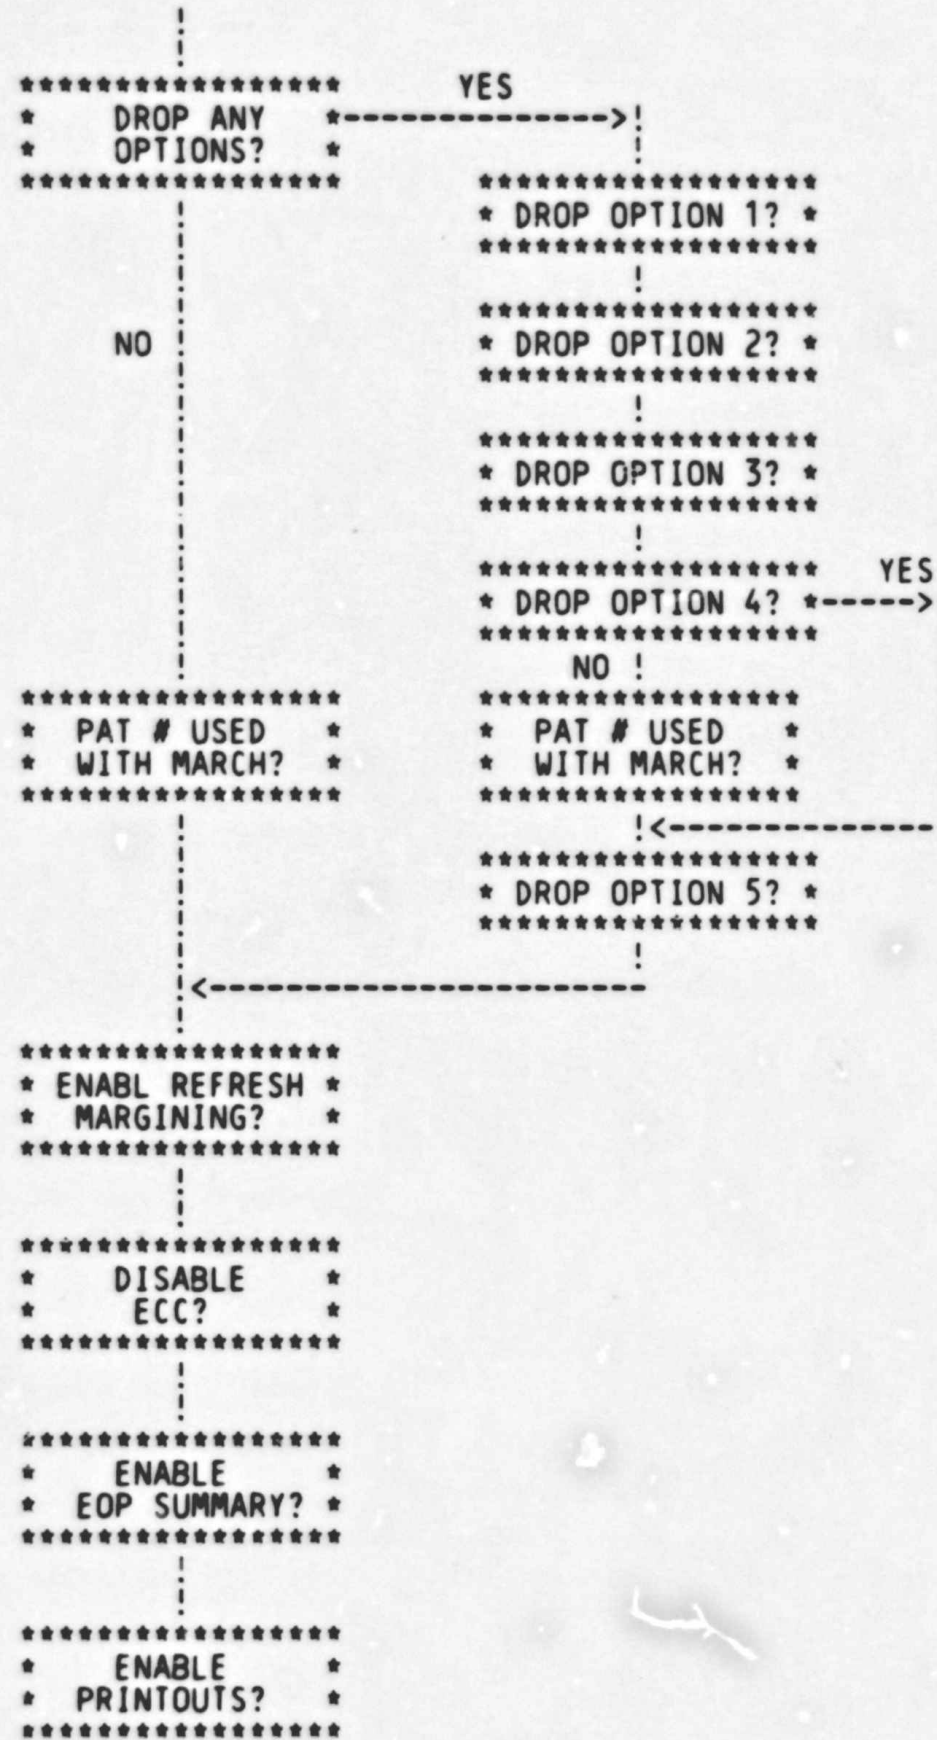 YES
DROP ANY
OPTIONS?
DROP OPTION 1?
NO
DROP OPTION 2?
DROP OPTION 3?
YES
DROP OPTION 4?
NO
PAT # USED
WITH MARCH?
PAT # USED
WITH MARCH?
DROP OPTION 5?
ENABL REFRESH
MARGINING?
DISABLE
ECC?
ENABLE
EOP SUMMARY?
ENABLE
PRINTOUTS?